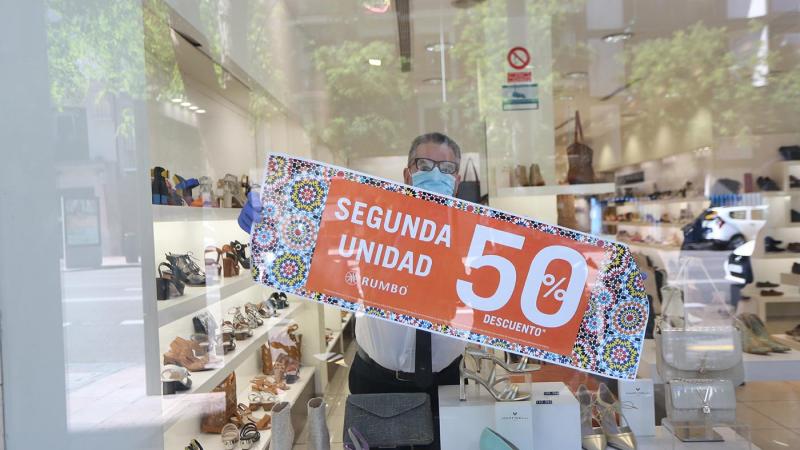 SEGUNDA
UNIDAD
RUMBO
50%
DESCUENTO*